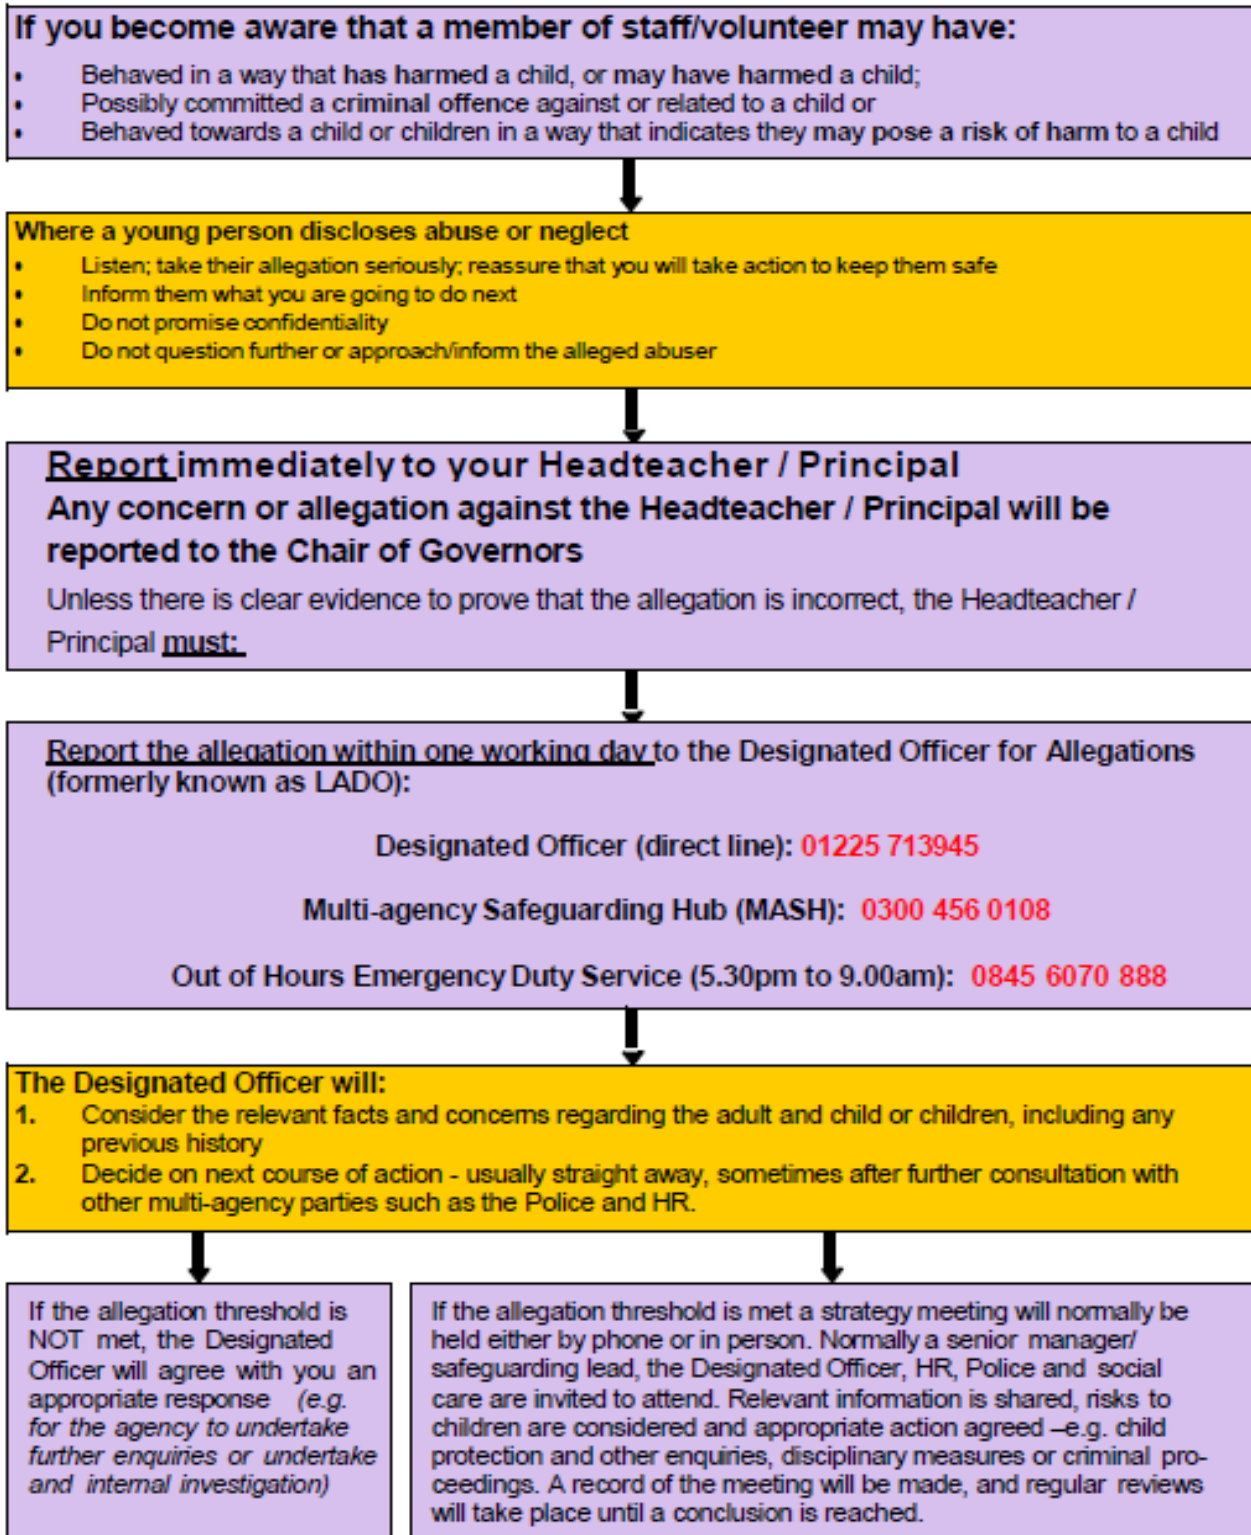 If you become aware that a member of staff/volunteer may have:
• Behaved in a way that has harmed a child, or may have harmed a child;
• Possibly committed a criminal offence against or related to a child or
• Behaved towards a child or children in a way that indicates they may pose a risk of harm to a child
Where a young person discloses abuse or neglect
• Listen; take their allegation seriously; reassure that you will take action to keep them safe
• Inform them what you are going to do next
• Do not promise confidentiality
• Do not question further or approach/inform the alleged abuser
Report immediately to your Headteacher / Principal
Any concern or allegation against the Headteacher / Principal will be
reported to the Chair of Governors
Unless there is clear evidence to prove that the allegation is incorrect, the Headteacher /
Principal must:
Report the allegation within one working day to the Designated Officer for Allegations
(formerly known as LADO):
Designated Officer (direct line): 01225 713945
Multi-agency Safeguarding Hub (MASH): 0300 456 0108
Out of Hours Emergency Duty Service (5.30pm to 9.00am): 0845 6070 888
The Designated Officer will:
1. Consider the relevant facts and concerns regarding the adult and child or children, including any
previous history
2. Decide on next course of action - usually straight away, sometimes after further consultation with
other multi-agency parties such as the Police and HR.
If the allegation threshold is
NOT met, the Designated
Officer will agree with you an
appropriate response (e.g.
for the agency to undertake
further enquiries or undertake
and internal investigation)
If the allegation threshold is met a strategy meeting will normally be
held either by phone or in person. Normally a senior manager/
safeguarding lead, the Designated Officer, HR, Police and social
care are invited to attend. Relevant information is shared, risks to
children are considered and appropriate action agreed –e.g. child
protection and other enquiries, disciplinary measures or criminal pro-
ceedings. A record of the meeting will be made, and regular reviews
will take place until a conclusion is reached.